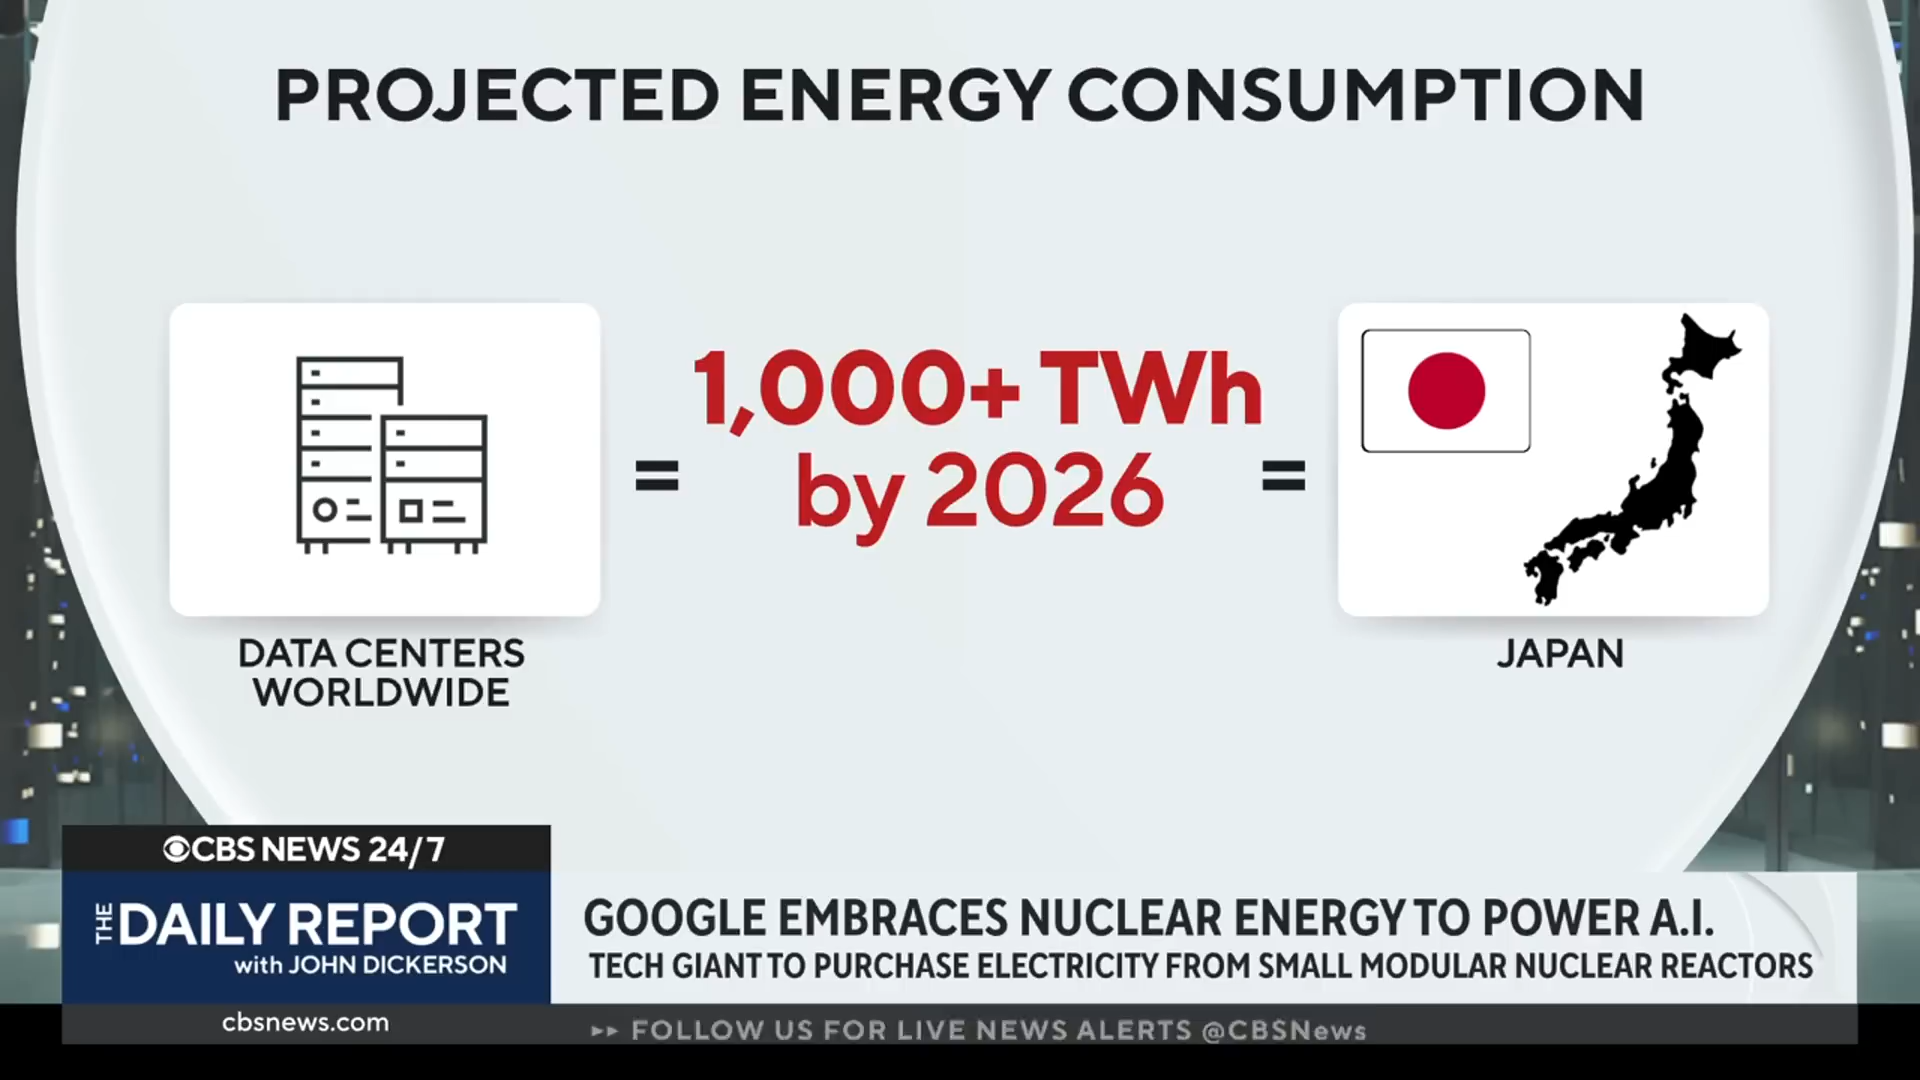 PROJECTED ENERGY CONSUMPTION
=
1,000+ TWh
by 2026
=
DATA CENTERS
WORLDWIDE
JAPAN
CBS NEWS 24/7
THE DAILY REPORT
with JOHN DICKERSON
cbsnews.com
GOOGLE EMBRACES NUCLEAR ENERGY TO POWER A.I.
TECH GIANT TO PURCHASE ELECTRICITY FROM SMALL MODULAR NUCLEAR REACTORS
FOLLOW US FOR LIVE NEWS ALERTS @CBSNews